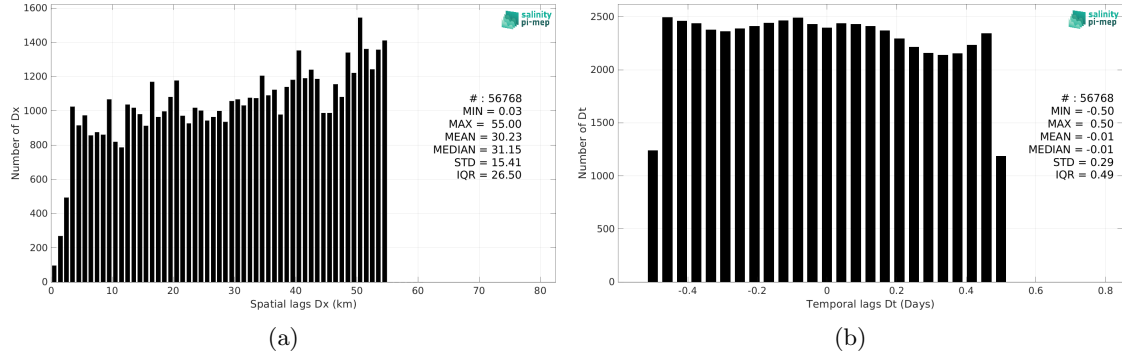 1600
1400
1200
1000
800
600
400
200
0
Number of Dx
0 10 20 30 40 50 60 70 80
Spatial lags Dx (km)
salinity
pi-mep
# : 56768
MIN = 0.03
MAX = 55.00
MEAN = 30.23
MEDIAN = 31.15
STD = 15.41
IQR = 26.50
(a)
2500
2000
1500
1000
500
0
Number of Dt
-0.4 -0.2 0 0.2 0.4 0.6 0.8
Temporal lags Dt (Days)
salinity
pi-mep
# : 56768
MIN = -0.50
MAX = 0.50
MEAN = -0.01
MEDIAN = -0.01
STD = 0.29
IQR = 0.49
(b)